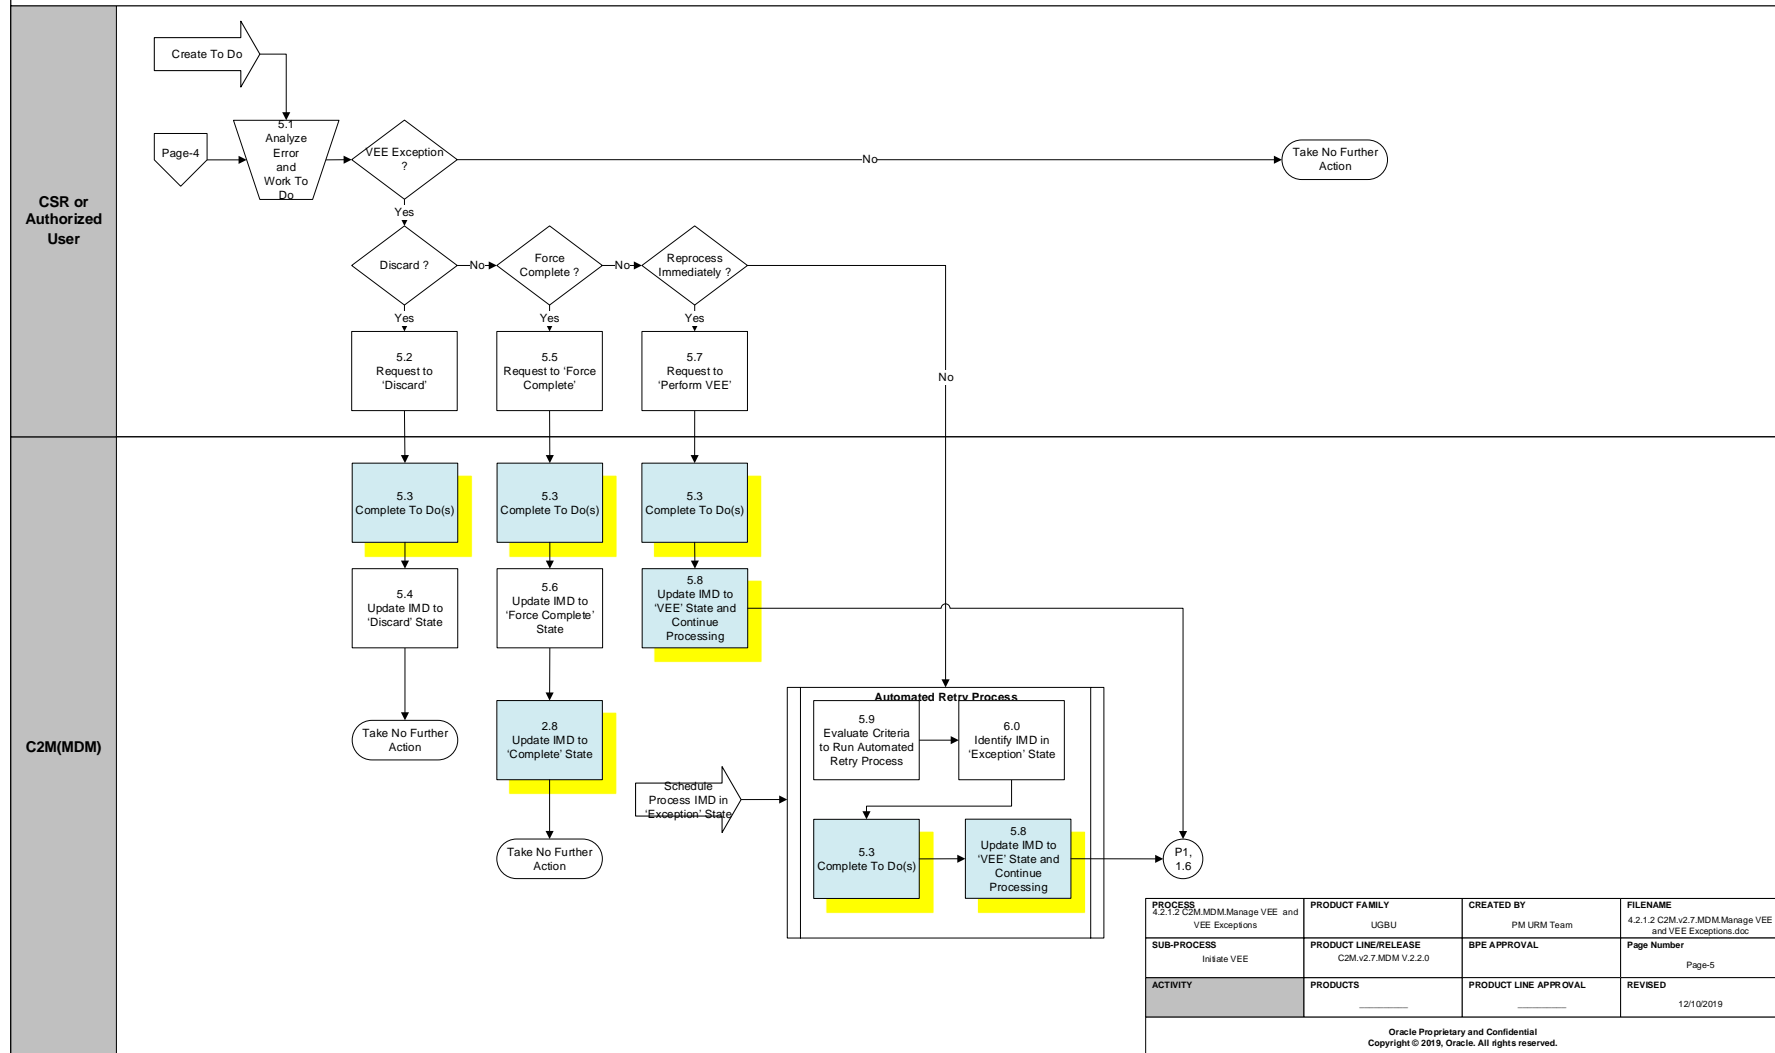 Create To Do
CSR or
Authorized
User
Page-4
5.1
Analyze
Error
and
Work To
Do
VEE Exception
?
No
Take No Further
Action
Yes
Discard ?
No
Force
Complete ?
No
Reprocess
Immediately ?
Yes
Yes
Yes
No
5.2
Request to
‘Discard’
5.5
Request to ‘Force
Complete’
5.7
Request to
‘Perform VEE’
C2M(MDM)
5.3
Complete To Do(s)
5.3
Complete To Do(s)
5.3
Complete To Do(s)
5.4
Update IMD to
‘Discard’ State
5.6
Update IMD to
‘Force Complete’
State
5.8
Update IMD to
‘VEE’ State and
Continue
Processing
Take No Further
Action
2.8
Update IMD to
‘Complete’ State
Take No Further
Action
Schedule
Process IMD in
‘Exception’ State
Automated Retry Process
5.9
Evaluate Criteria
to Run Automated
Retry Process
6.0
Identify IMD in
‘Exception’ State
5.3
Complete To Do(s)
5.8
Update IMD to
‘VEE’ State and
Continue
Processing
P1,
1.6
PROCESS
4.2.1.2 C2M.MDM.Manage VEE and
VEE Exceptions
PRODUCT FAMILY
UGBU
CREATED BY
PM URM Team
FILENAME
4.2.1.2 C2M.v2.7.MDM.Manage VEE
and VEE Exceptions.doc
SUB-PROCESS
Initiate VEE
PRODUCT LINE/RELEASE
C2M.v2.7.MDM V.2.2.0
BPE APPROVAL
Page Number
Page-5
ACTIVITY
PRODUCTS
PRODUCT LINE APPROVAL
REVISED
12/10/2019
Oracle Proprietary and Confidential
Copyright © 2019, Oracle. All rights reserved.